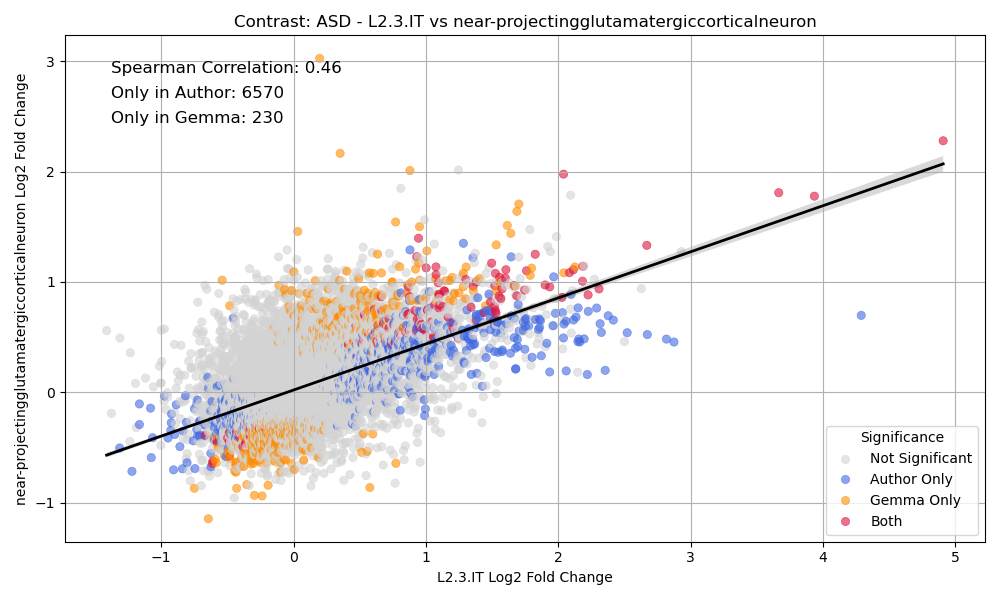 Contrast: ASD - L2.3.IT vs near-projectingglutamatergiccorticalneuron
near-projectingglutamatergiccorticalneuron Log2 Fold Change
Spearman Correlation: 0.46
Only in Author: 6570
Only in Gemma: 230
3
2
1
0
−1
Significance
Not Significant
Author Only
Gemma Only
Both
−1 0 1 2 3 4 5
L2.3.IT Log2 Fold Change